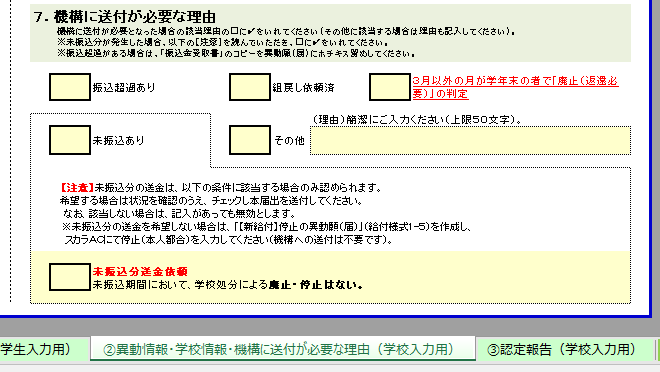 7. 機構に送付が必要な理由
機構に送付が必要となった場合の該当理由の口に✔をいれてください(その他に該当する場合は理由も記入してください)。
※未振込分が発生した場合、以下の【注意】を読んでいただき、口に✔をいれてください。
※振込超過がある場合は、「振込金受取書」のコピーを異動願(届)にホチキス留めしてください。
振込超過あり
組戻し依頼済
3月以外の月が学年末の者で「廃止(返還必
要)」の判定
(理由)簡潔にご入力ください(上限50文字)。
未振込あり
その他
【注意】未振込分の送金は、以下の条件に該当する場合のみ認められます。
希望する場合は状況を確認のうえ、チェックし本届出を送付してください。
なお、該当しない場合は、記入があっても無効とします。
※未振込分の送金を希望しない場合は、「【新給付】停止の異動願(届)」(給付様式1-5)を作成し、
スカラACにて停止(本人都合)を入力してください(機構への送付は不要です)。
未振込分送金依頼
未振込期間において、学校処分による廃止・停止はない。
学生入力用）
②異動情報・学校情報・機構に送付が必要な理由（学校入力用）
③認定報告（学校入力用）